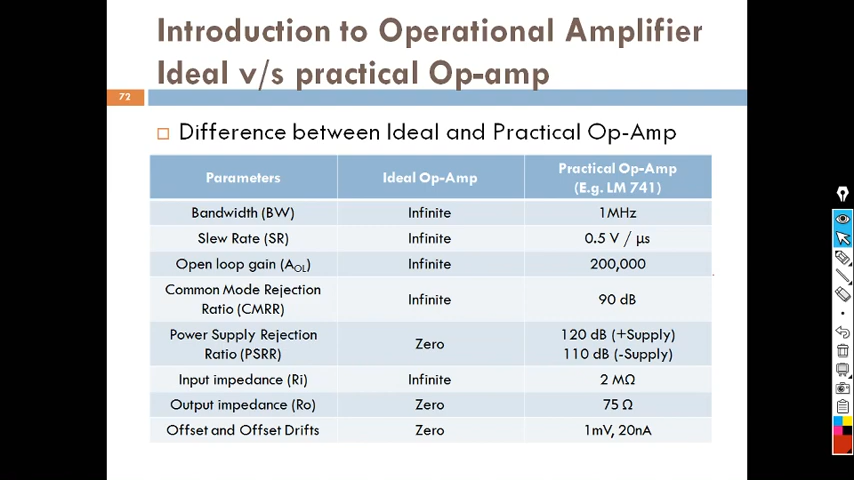 Introduction to Operational Amplifier
Ideal v/s practical Op-amp
72
Difference between Ideal and Practical Op-Amp
Parameters Ideal Op-Amp Practical Op-Amp (E.g. LM 741)
Bandwidth (BW) Infinite 1MHz
Slew Rate (SR) Infinite 0.5 V / μs
Open loop gain (AOL) Infinite 200,000
Common Mode Rejection Ratio (CMRR) Infinite 90 dB
Power Supply Rejection Ratio (PSRR) Zero 120 dB (+Supply) 110 dB (-Supply)
Input impedance (Ri) Infinite 2 MΩ
Output impedance (Ro) Zero 75 Ω
Offset and Offset Drifts Zero 1mV, 20nA